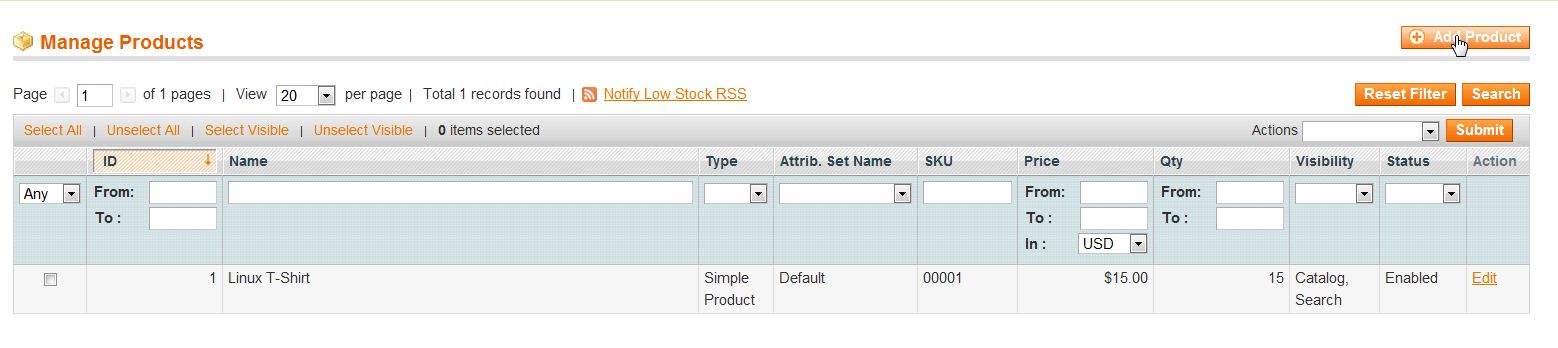 Manage Products
Add Product
Page 1 of 1 pages | View 20 per page | Total 1 records found | Notify Low Stock RSS
Reset Filter Search
Select All | Unselect All | Select Visible | Unselect Visible | 0 items selected
Actions Submit
ID Name Type Attrib. Set Name SKU Price Qty Visibility Status Action
Any From: From: From:
To : To : To :
In : USD
1 Linux T-Shirt Simple Product Default 00001 $15.00 15 Catalog, Search Enabled Edit